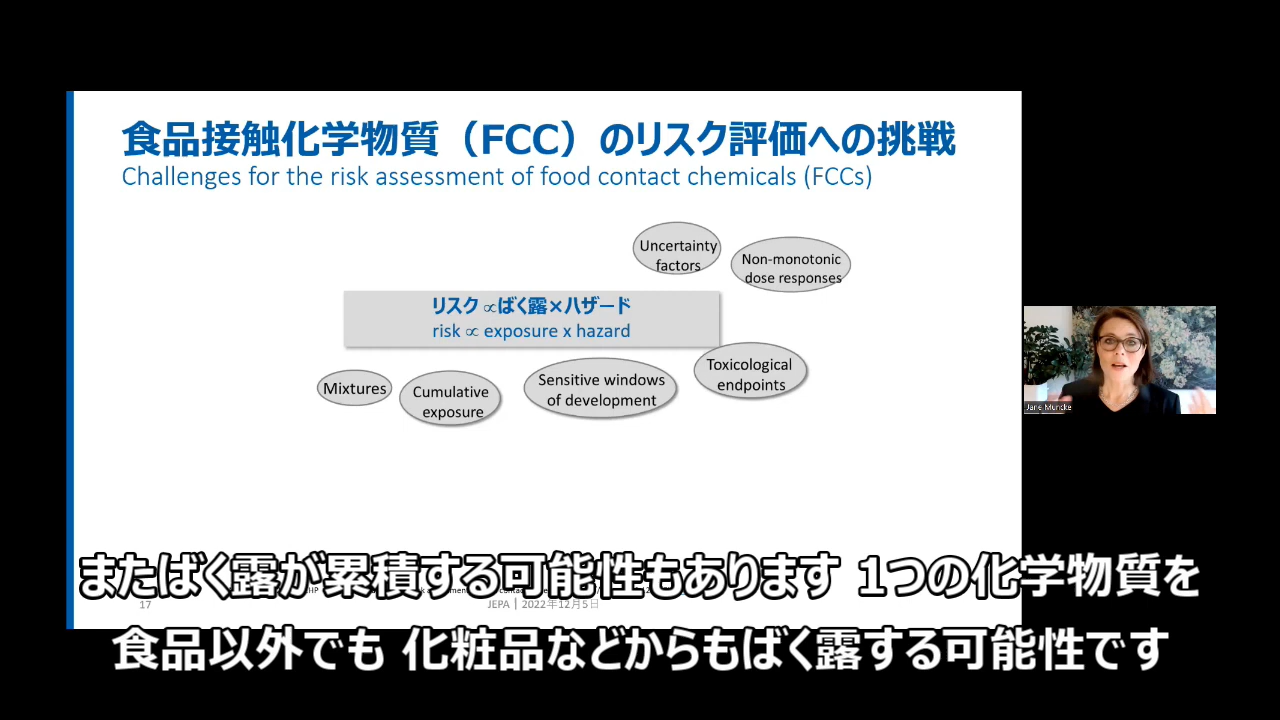 食品接触化学物質（FCC）のリスク評価への挑戦
Challenges for the risk assessment of food contact chemicals (FCCs)
Uncertainty
factors
Non-monotonic
dose responses
リスク ∝ばく露×ハザード
risk ∝ exposure x hazard
Toxicological
endpoints
Mixtures
Cumulative
exposure
Sensitive windows
of development
Jane Muncke
またばく露が累積する可能性もあります 1つの化学物質を
17
JEPA | 2022年12月5日
食品以外でも 化粧品などからもばく露する可能性です